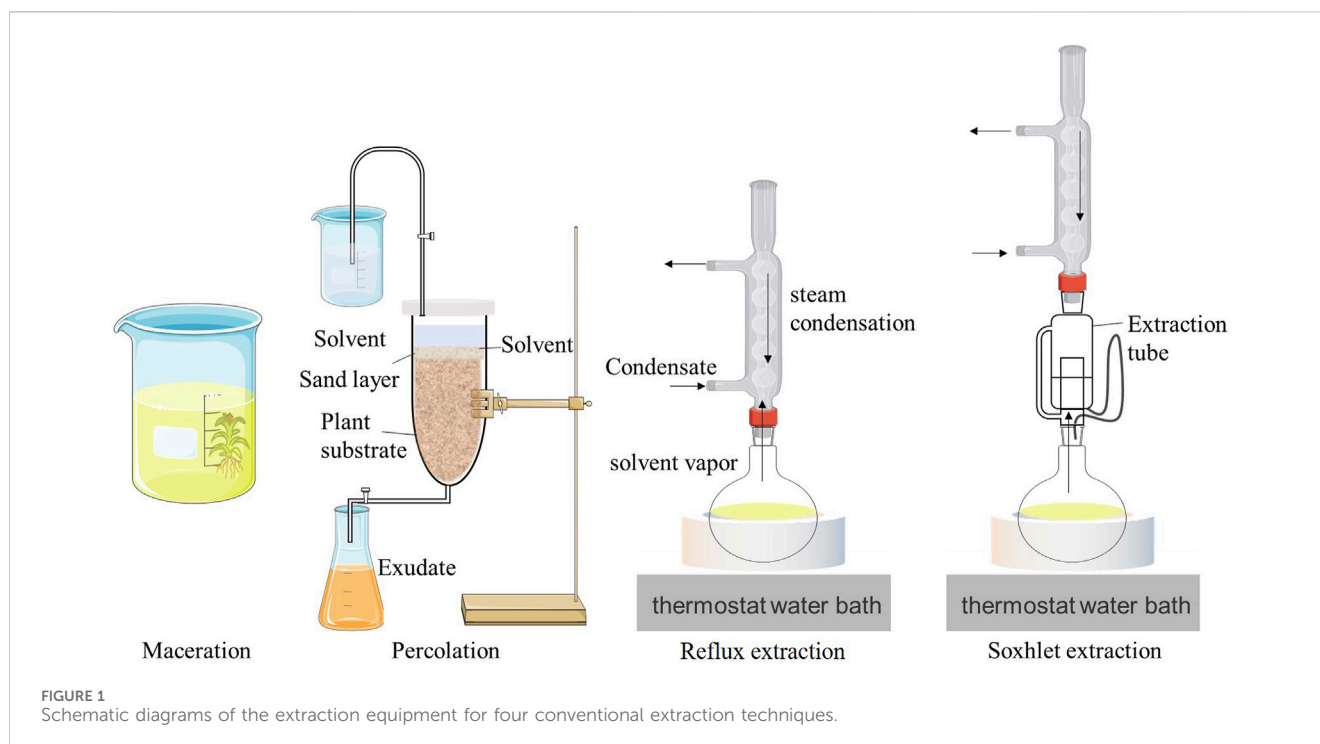 Solvent
Sand layer
Plant
substrate
Solvent
Exudate
steam
condensation
Condensate
solvent vapor
Extraction
tube
thermostat water bath
thermostat water bath
Maceration
Percolation
Reflux extraction
Soxhlet extraction
FIGURE 1
Schematic diagrams of the extraction equipment for four conventional extraction techniques.